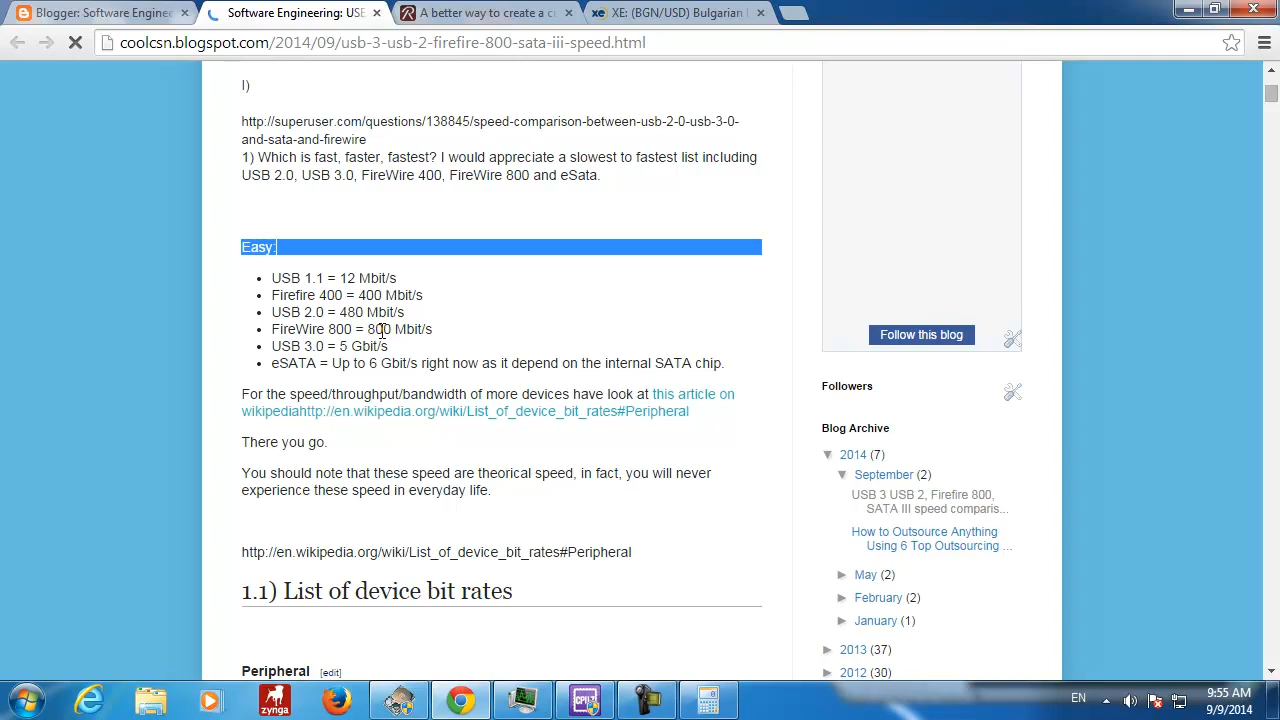 Blogger: Software Enginee
Software Engineering: USE
A better way to create a c
XE: (BGN/USD) Bulgarian
coolcsn.blogspot.com/2014/09/usb-3-usb-2-firefire-800-sata-iii-speed.html
I)
http://superuser.com/questions/138845/speed-comparison-between-usb-2-0-usb-3-0-
and-sata-and-firewire
1) Which is fast, faster, fastest? I would appreciate a slowest to fastest list including
USB 2.0, USB 3.0, FireWire 400, FireWire 800 and eSata.
Easy:
• USB 1.1 = 12 Mbit/s
• Firefire 400 = 400 Mbit/s
• USB 2.0 = 480 Mbit/s
• FireWire 800 = 800 Mbit/s
• USB 3.0 = 5 Gbit/s
• eSATA = Up to 6 Gbit/s right now as it depend on the internal SATA chip.
For the speed/throughput/bandwidth of more devices have look at this article on
wikipediahttp://en.wikipedia.org/wiki/List_of_device_bit_rates#Peripheral
There you go.
You should note that these speed are theorical speed, in fact, you will never
experience these speed in everyday life.
http://en.wikipedia.org/wiki/List_of_device_bit_rates#Peripheral
1.1) List of device bit rates
Peripheral [edit]
Follow this blog
Followers
Blog Archive
▼ 2014 (7)
▼ September (2)
USB 3 USB 2, Firefire 800,
SATA III speed comparis...
How to Outsource Anything
Using 6 Top Outsourcing ...
► May (2)
► February (2)
► January (1)
► 2013 (37)
► 2012 (30)
zynga
EN
9:55 AM
9/9/2014